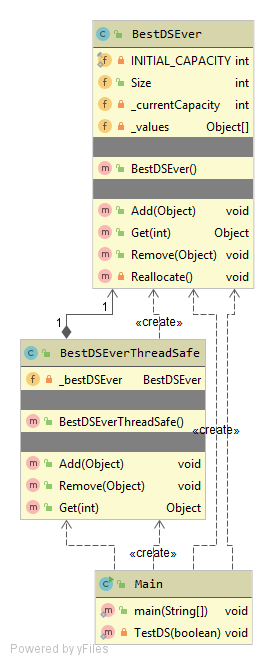 BestDSEver
INITIAL_CAPACITY int
Size int
_currentCapacity int
_values Object[]
BestDSEver()
Add(Object) void
Get(int) Object
Remove(Object) void
Reallocate() void
1
1
«create»
BestDSEverThreadSafe
_bestDSEver BestDSEver
BestDSEverThreadSafe()
«create»
Add(Object) void
Remove(Object) void
Get(int) Object
«create»
Main
main(String[]) void
TestDS(boolean) void
Powered by yFiles